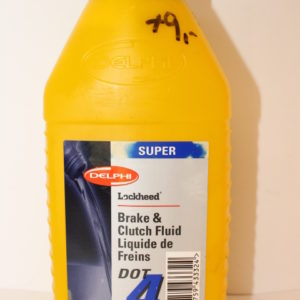 79,-
DELPHI
SUPER
DELPHI
Lockheed
Brake &
Clutch Fluid
Liquide de
Freins
DOT
4